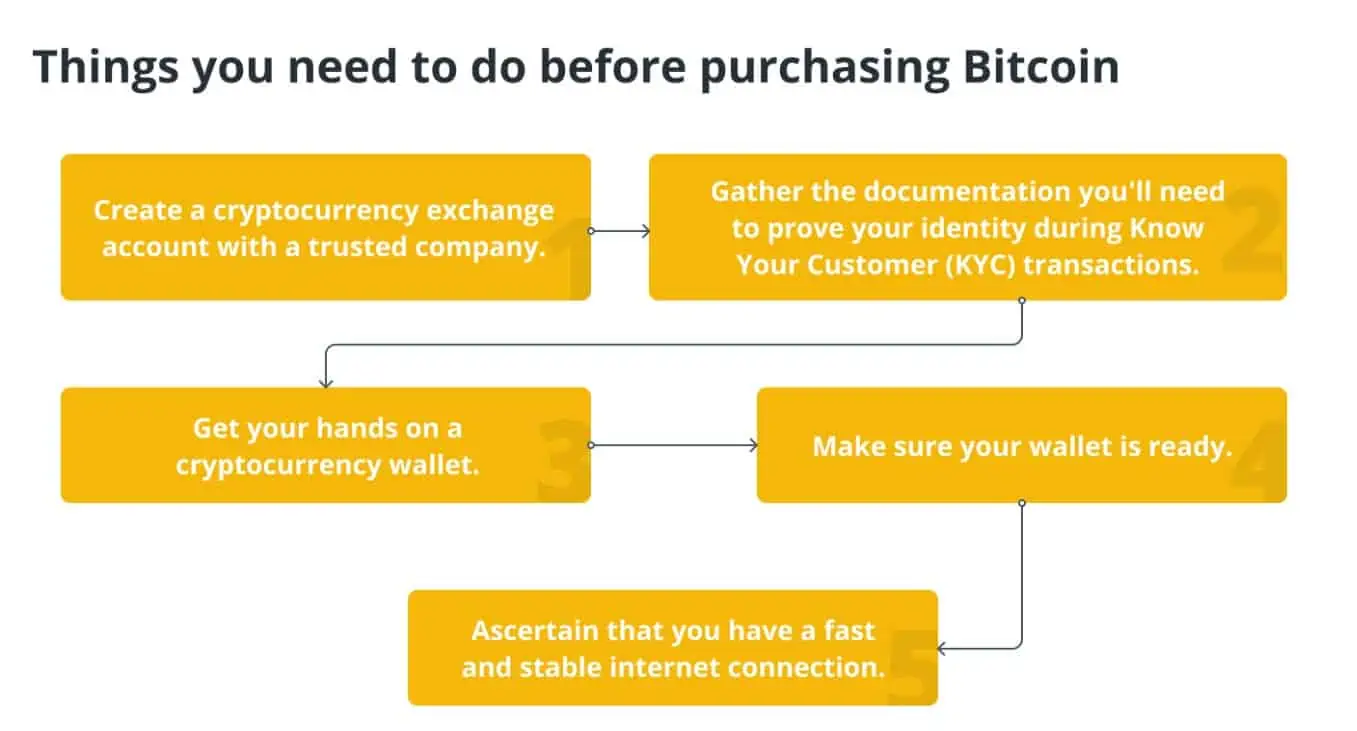 Things you need to do before purchasing Bitcoin
Create a cryptocurrency exchange
account with a trusted company.
1
Gather the documentation you'll need
to prove your identity during Know
Your Customer (KYC) transactions.
2
Get your hands on a
cryptocurrency wallet.
3
Make sure your wallet is ready.
4
Ascertain that you have a fast
and stable internet connection.
5